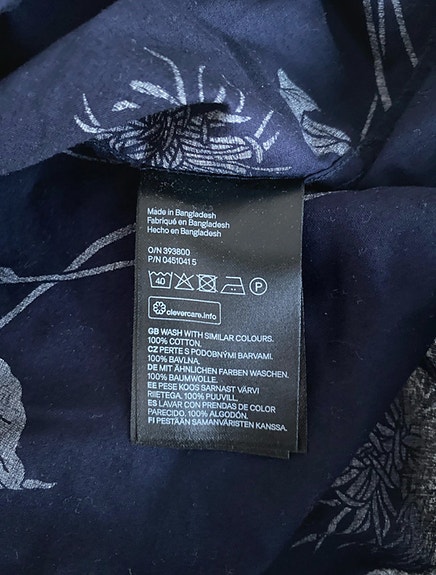 Made in Bangladesh
Fabriqué en Bangladesh
Hecho en Bangladesh
O/N 393800
P/N 0451041 5
40 P
clevercare.info
GB WASH WITH SIMILAR COLOURS.
100% COTTON.
CZ PERTE S PODOBNÝMI BARVAMI.
100% BAVLNA.
DE MIT ÄHNLICHEN FARBEN WASCHEN.
100% BAUMWOLLE.
EE PESE KOOS SARNAST VÄRVI
RIIETEGA. 100% PUUVILL.
ES LAVAR CON PRENDAS DE COLOR
PARECIDO. 100% ALGODÓN.
FI PESTÄÄN SAMANVÄRISTEN KANSSA.